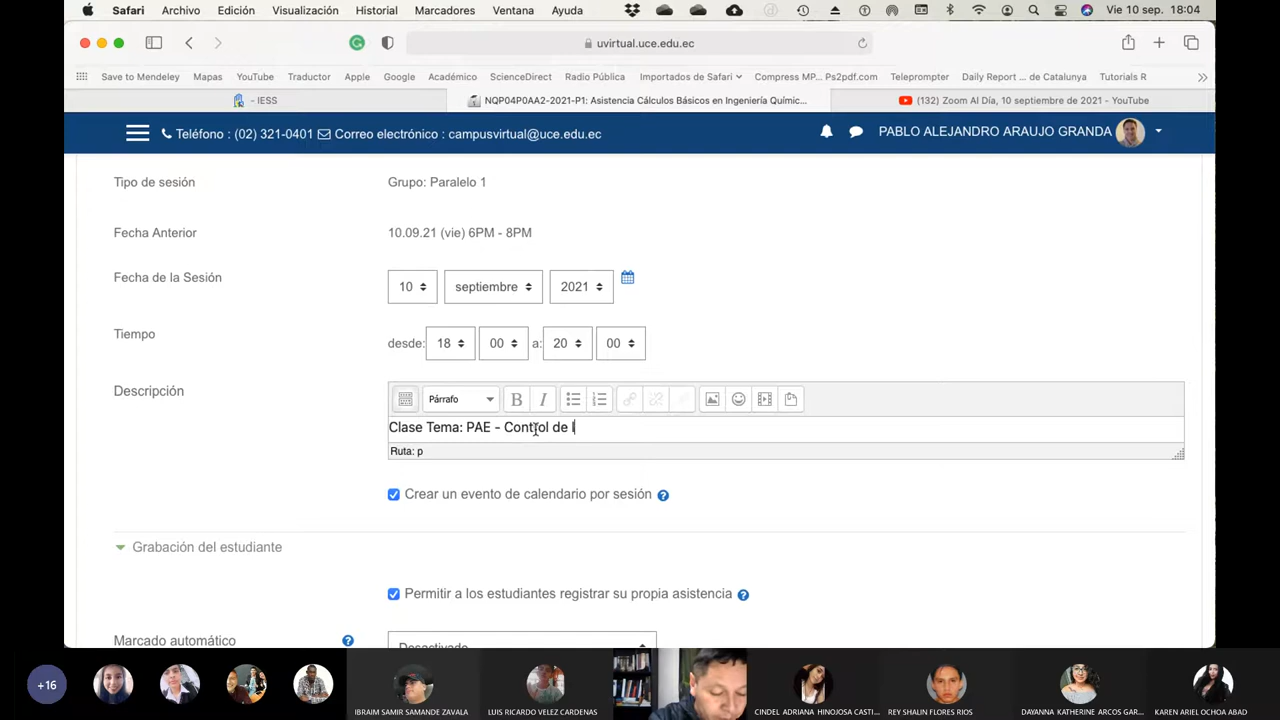 Safari Archivo Edición Visualización Historial Marcadores Ventana Ayuda Vie 10 sep. 18:04
uvirtual.uce.edu.ec
Save to Mendeley Mapas YouTube Traductor Apple Google Académico ScienceDirect Radio Pública Importados de Safari Compress MP... Ps2pdf.com Teleprompter Daily Report ... de Catalunya Tutorials R
- IESS NQP04P0AA2-2021-P1: Asistencia Cálculos Básicos en Ingeniería Químic... (132) Zoom Al Día, 10 septiembre de 2021 - YouTube
Teléfono : (02) 321-0401 Correo electrónico : campusvirtual@uce.edu.ec PABLO ALEJANDRO ARAUJO GRANDA
Tipo de sesión Grupo: Paralelo 1
Fecha Anterior 10.09.21 (vie) 6PM - 8PM
Fecha de la Sesión 10 septiembre 2021
Tiempo desde: 18 00 a: 20 00
Descripción Párrafo B I
Clase Tema: PAE - Control de l
Ruta: p
Crear un evento de calendario por sesión
Grabación del estudiante
Permitir a los estudiantes registrar su propia asistencia
Marcado automático Desactivado
+16 IBRAIM SAMIR SAMANDE ZAVALA LUIS RICARDO VELEZ CARDENAS CINDEL ADRIANA HINOJOSA CASTI... REY SHALIN FLORES RIOS DAYANNA KATHERINE ARCOS GAR... KAREN ARIEL OCHOA ABAD